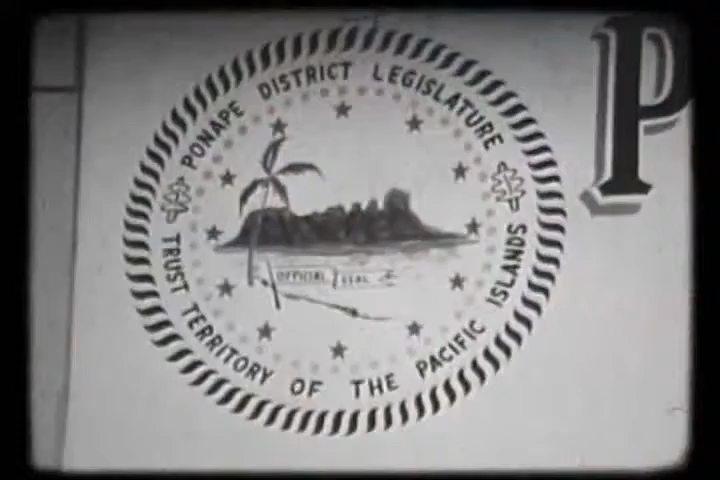 PONAPE DISTRICT LEGISLATURE
TRUST TERRITORY OF THE PACIFIC ISLANDS
OFFICIAL SEAL
P